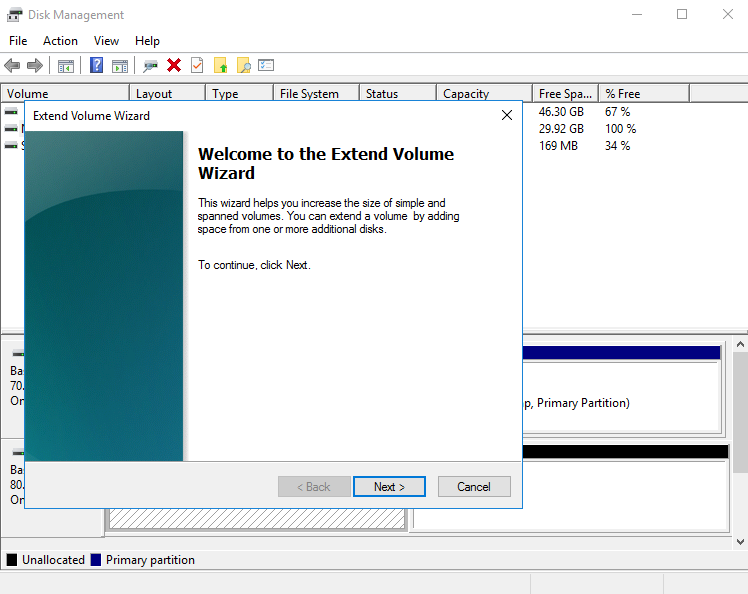 Disk Management
File Action View Help
Volume Layout Type File System Status Capacity Free Spa... % Free
46.30 GB 67 %
29.92 GB 100 %
169 MB 34 %
Extend Volume Wizard
Welcome to the Extend Volume
Wizard
This wizard helps you increase the size of simple and
spanned volumes. You can extend a volume by adding
space from one or more additional disks.
To continue, click Next.
< Back Next > Cancel
Ba
70.
On
p, Primary Partition)
Ba
80.
On
Unallocated Primary partition